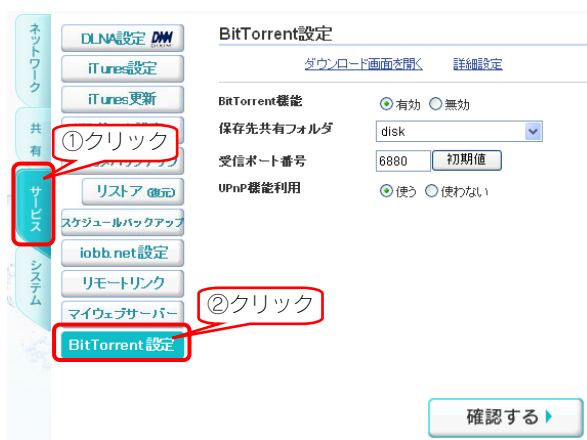 ネットワーク
共有
サービス
システム
DLNA設定 DiXiM
iTunes設定
iTunes更新
①クリック
リストア(復元)
スケジュールバックアップ
iobb.net設定
リモートリンク
マイウェブサーバー
②クリック
BitTorrent設定
BitTorrent設定
ダウンロード画面を開く 詳細設定
BitTorrent機能 有効 無効
保存先共有フォルダ disk
受信ポート番号 6880 初期値
UPnP機能利用 使う 使わない
確認する